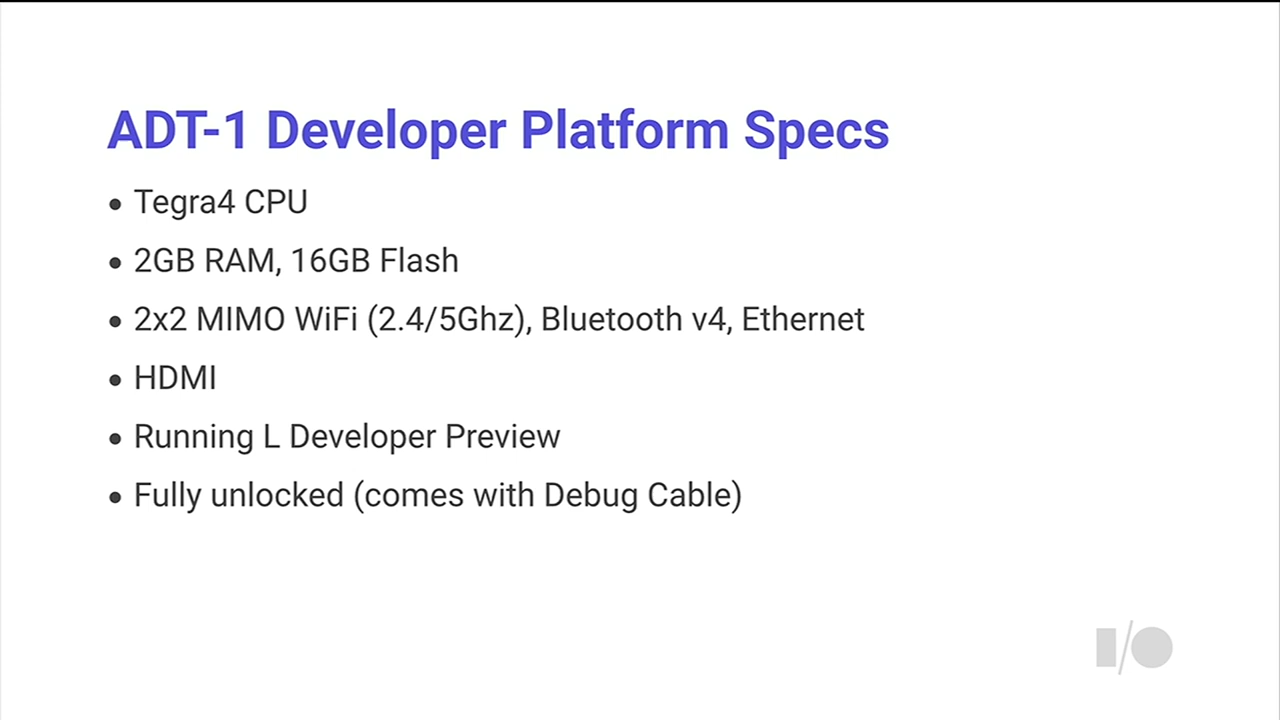 ADT-1 Developer Platform Specs
• Tegra4 CPU
• 2GB RAM, 16GB Flash
• 2x2 MIMO WiFi (2.4/5Ghz), Bluetooth v4, Ethernet
• HDMI
• Running L Developer Preview
• Fully unlocked (comes with Debug Cable)
I/O